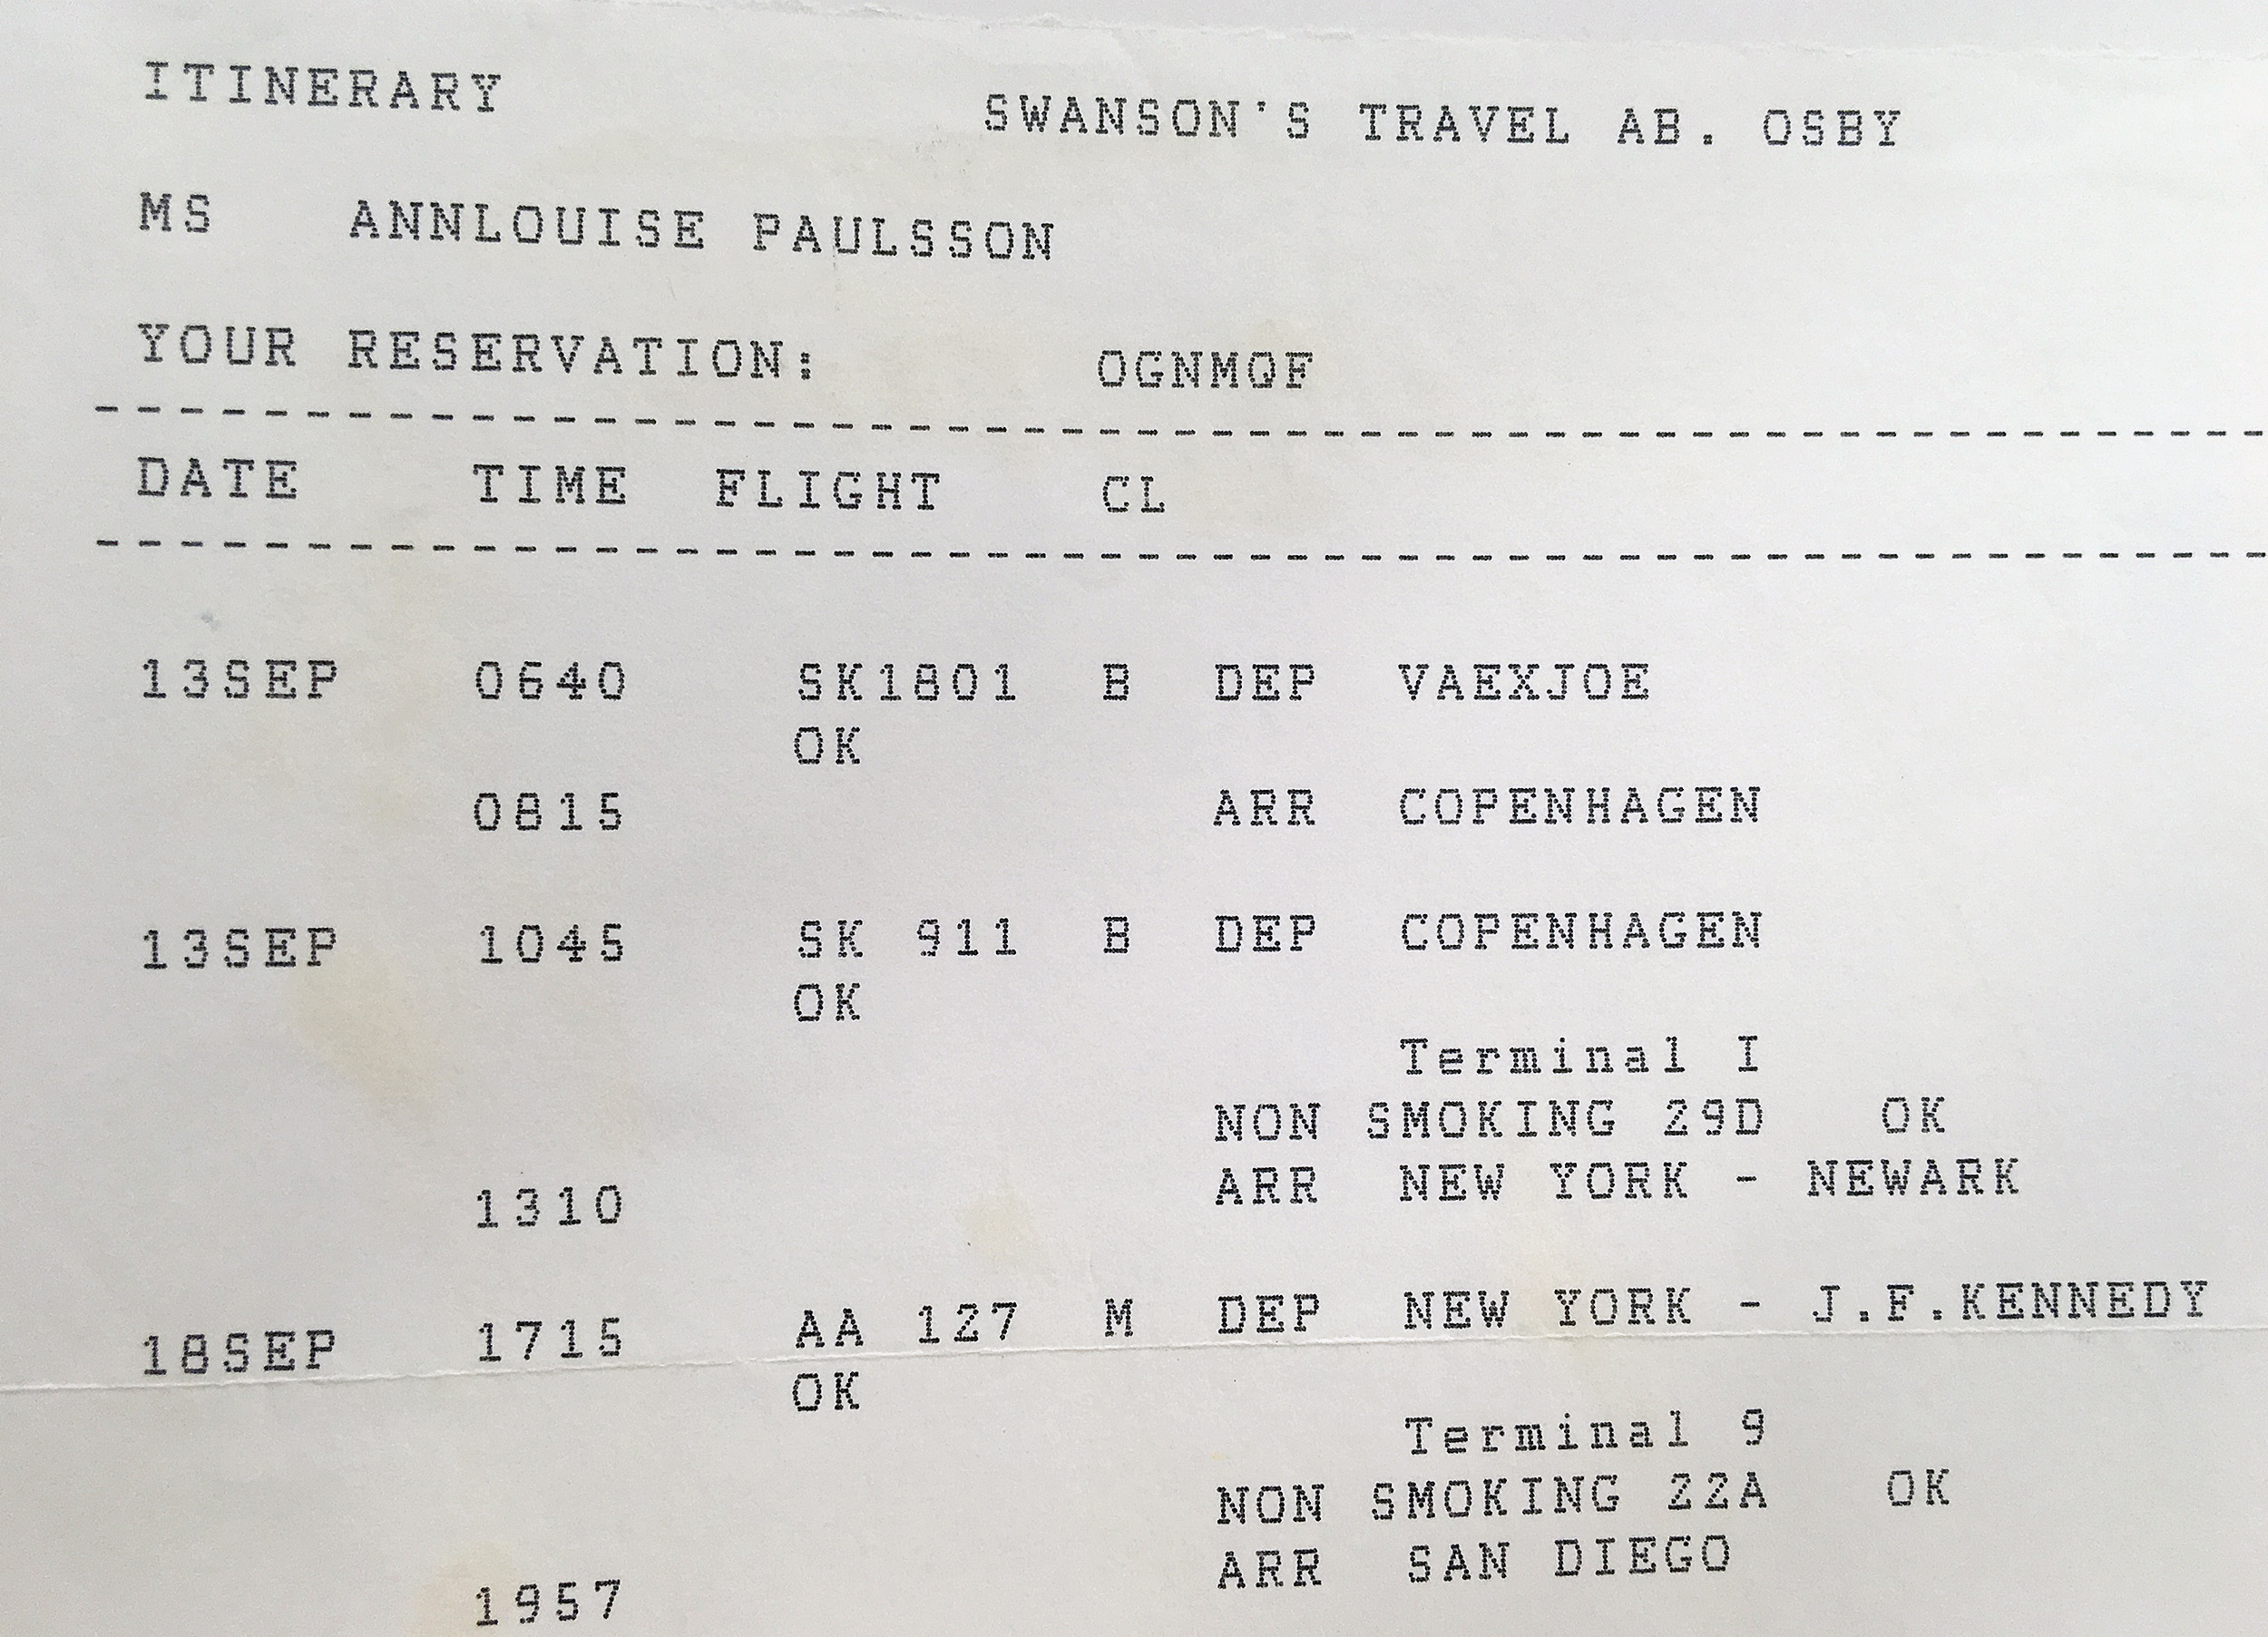 ITINERARY SWANSON'S TRAVEL AB. OSBY
MS ANNLOUISE PAULSSON
YOUR RESERVATION: OGNMQF
- - - - - - - - - - - - - - - - - - - - - - - - - - - - - - - - - - - - - - - - - - - - - - - - - - - - - -
DATE TIME FLIGHT CL
- - - - - - - - - - - - - - - - - - - - - - - - - - - - - - - - - - - - - - - - - - - - - - - - - - - - - -
13SEP 0640 SK1801 B DEP VAEXJOE
OK
0815 ARR COPENHAGEN
13SEP 1045 SK 911 B DEP COPENHAGEN
OK
Terminal I
NON SMOKING 29D OK
1310 ARR NEW YORK - NEWARK
18SEP 1715 AA 127 M DEP NEW YORK - J.F.KENNEDY
OK
Terminal 9
NON SMOKING 22A OK
1957 ARR SAN DIEGO